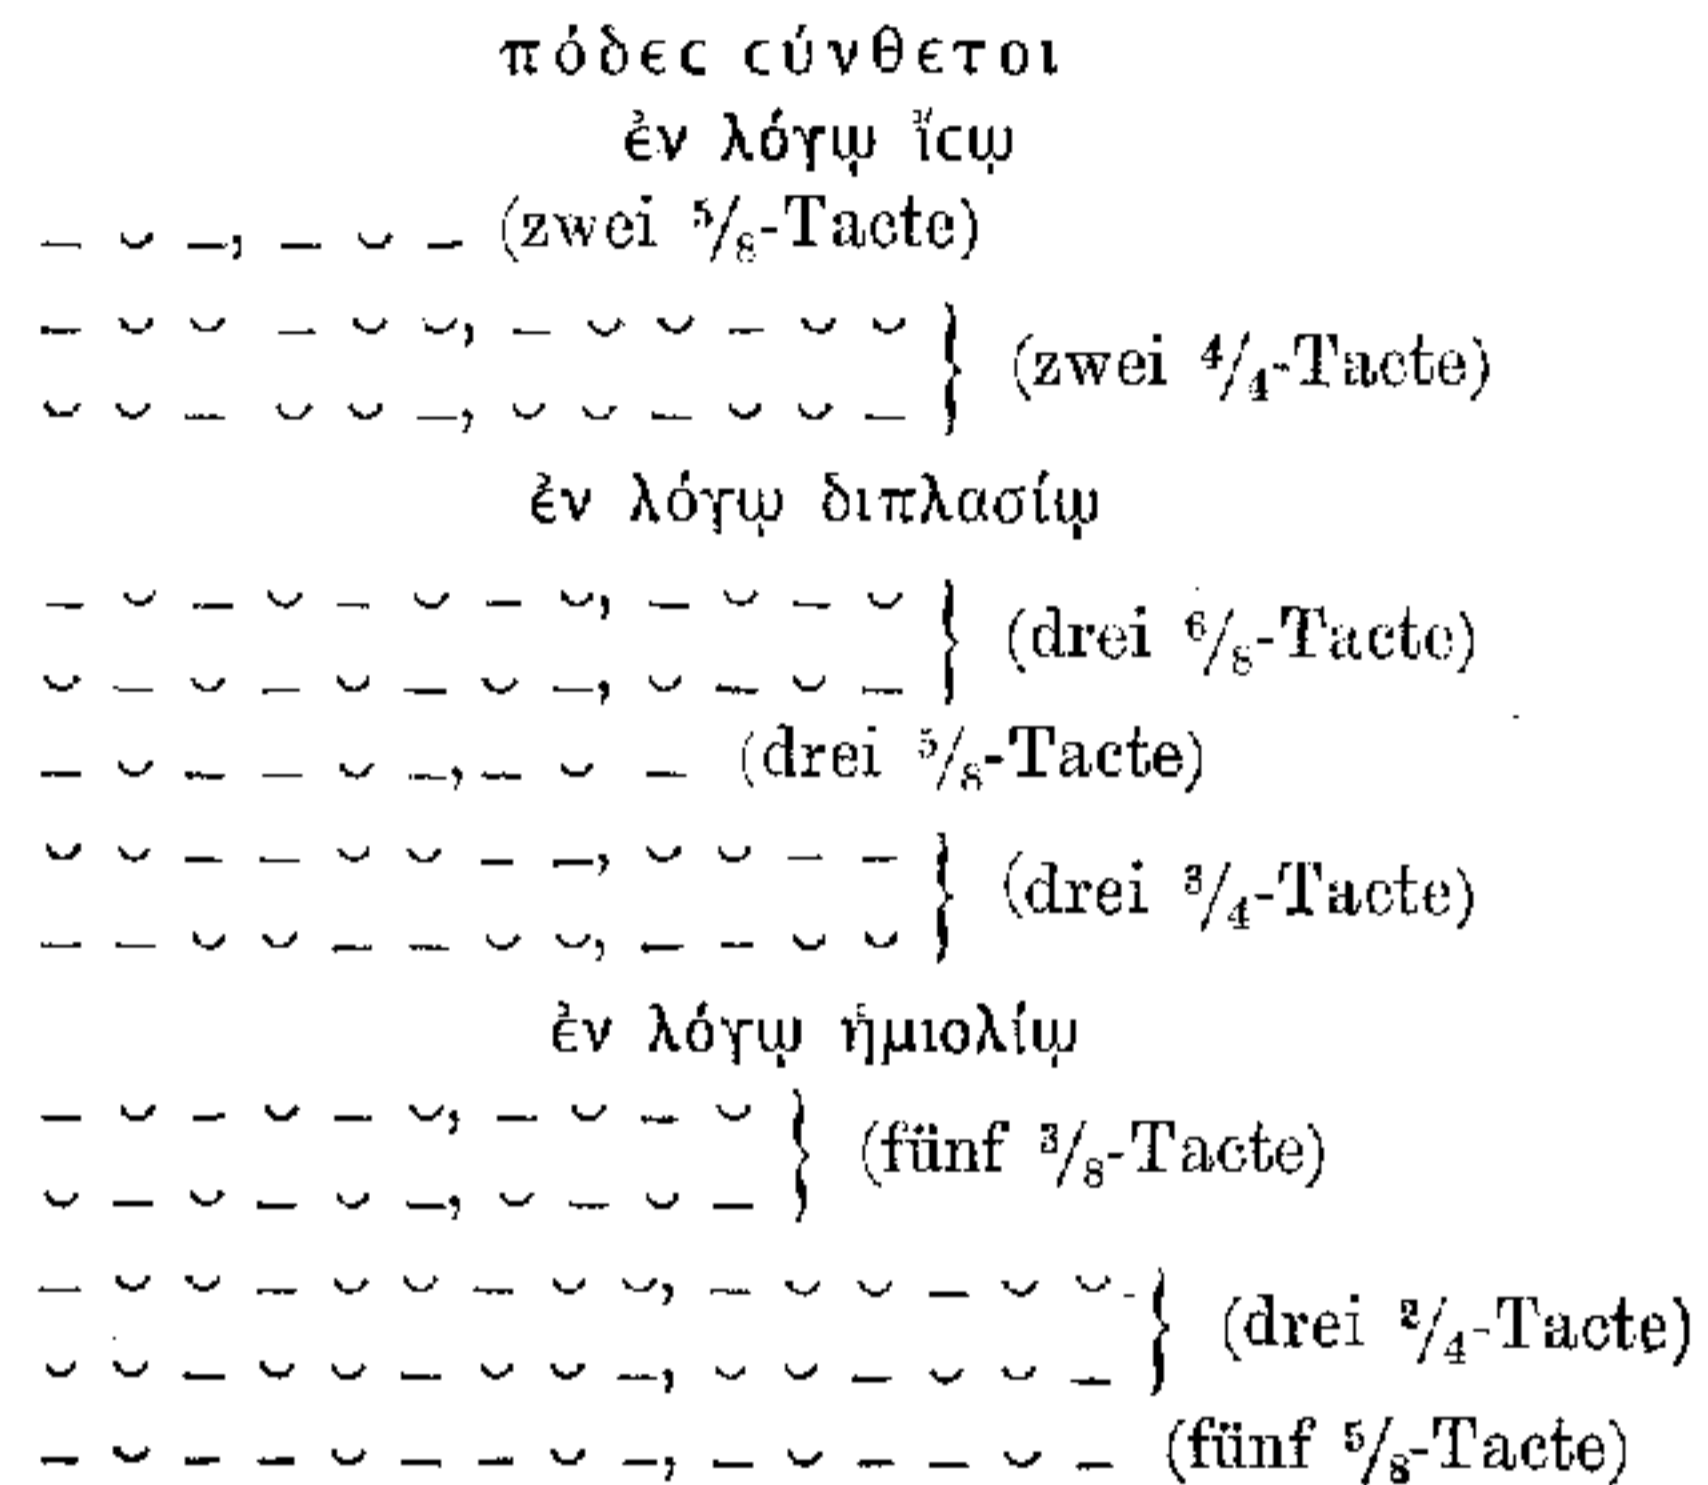 πόδες ϲύνθετοι
ἐν λόγῳ ἴϲῳ
– ⏑ –, – ⏑ – (zwei 5/8-Tacte)
– ⏑ ⏑ – ⏑ ⏑, – ⏑ ⏑ – ⏑ ⏑ } (zwei 4/4-Tacte)
⏑ ⏑ – ⏑ ⏑ –, ⏑ ⏑ – ⏑ ⏑ –
ἐν λόγῳ διπλασίῳ
– ⏑ – ⏑ – ⏑ – ⏑, – ⏑ – ⏑ } (drei 6/8-Tacte)
⏑ – ⏑ – ⏑ – ⏑ –, ⏑ – ⏑ –
– ⏑ – – ⏑ –, – ⏑ – (drei 5/8-Tacte)
⏑ ⏑ – – ⏑ ⏑ – –, ⏑ ⏑ – – } (drei 3/4-Tacte)
– – ⏑ ⏑ – – ⏑ ⏑, – – ⏑ ⏑
ἐν λόγῳ ἡμιολίῳ
– ⏑ – ⏑ – ⏑, – ⏑ – ⏑ } (fünf 3/8-Tacte)
⏑ – ⏑ – ⏑ –, ⏑ – ⏑ –
– ⏑ ⏑ – ⏑ ⏑ – ⏑ ⏑, – ⏑ ⏑ – ⏑ ⏑ } (drei 2/4-Tacte)
⏑ ⏑ – ⏑ ⏑ – ⏑ ⏑ –, ⏑ ⏑ – ⏑ ⏑ –
– ⏑ – – ⏑ – – ⏑ –, – ⏑ – – ⏑ – (fünf 5/8-Tacte)